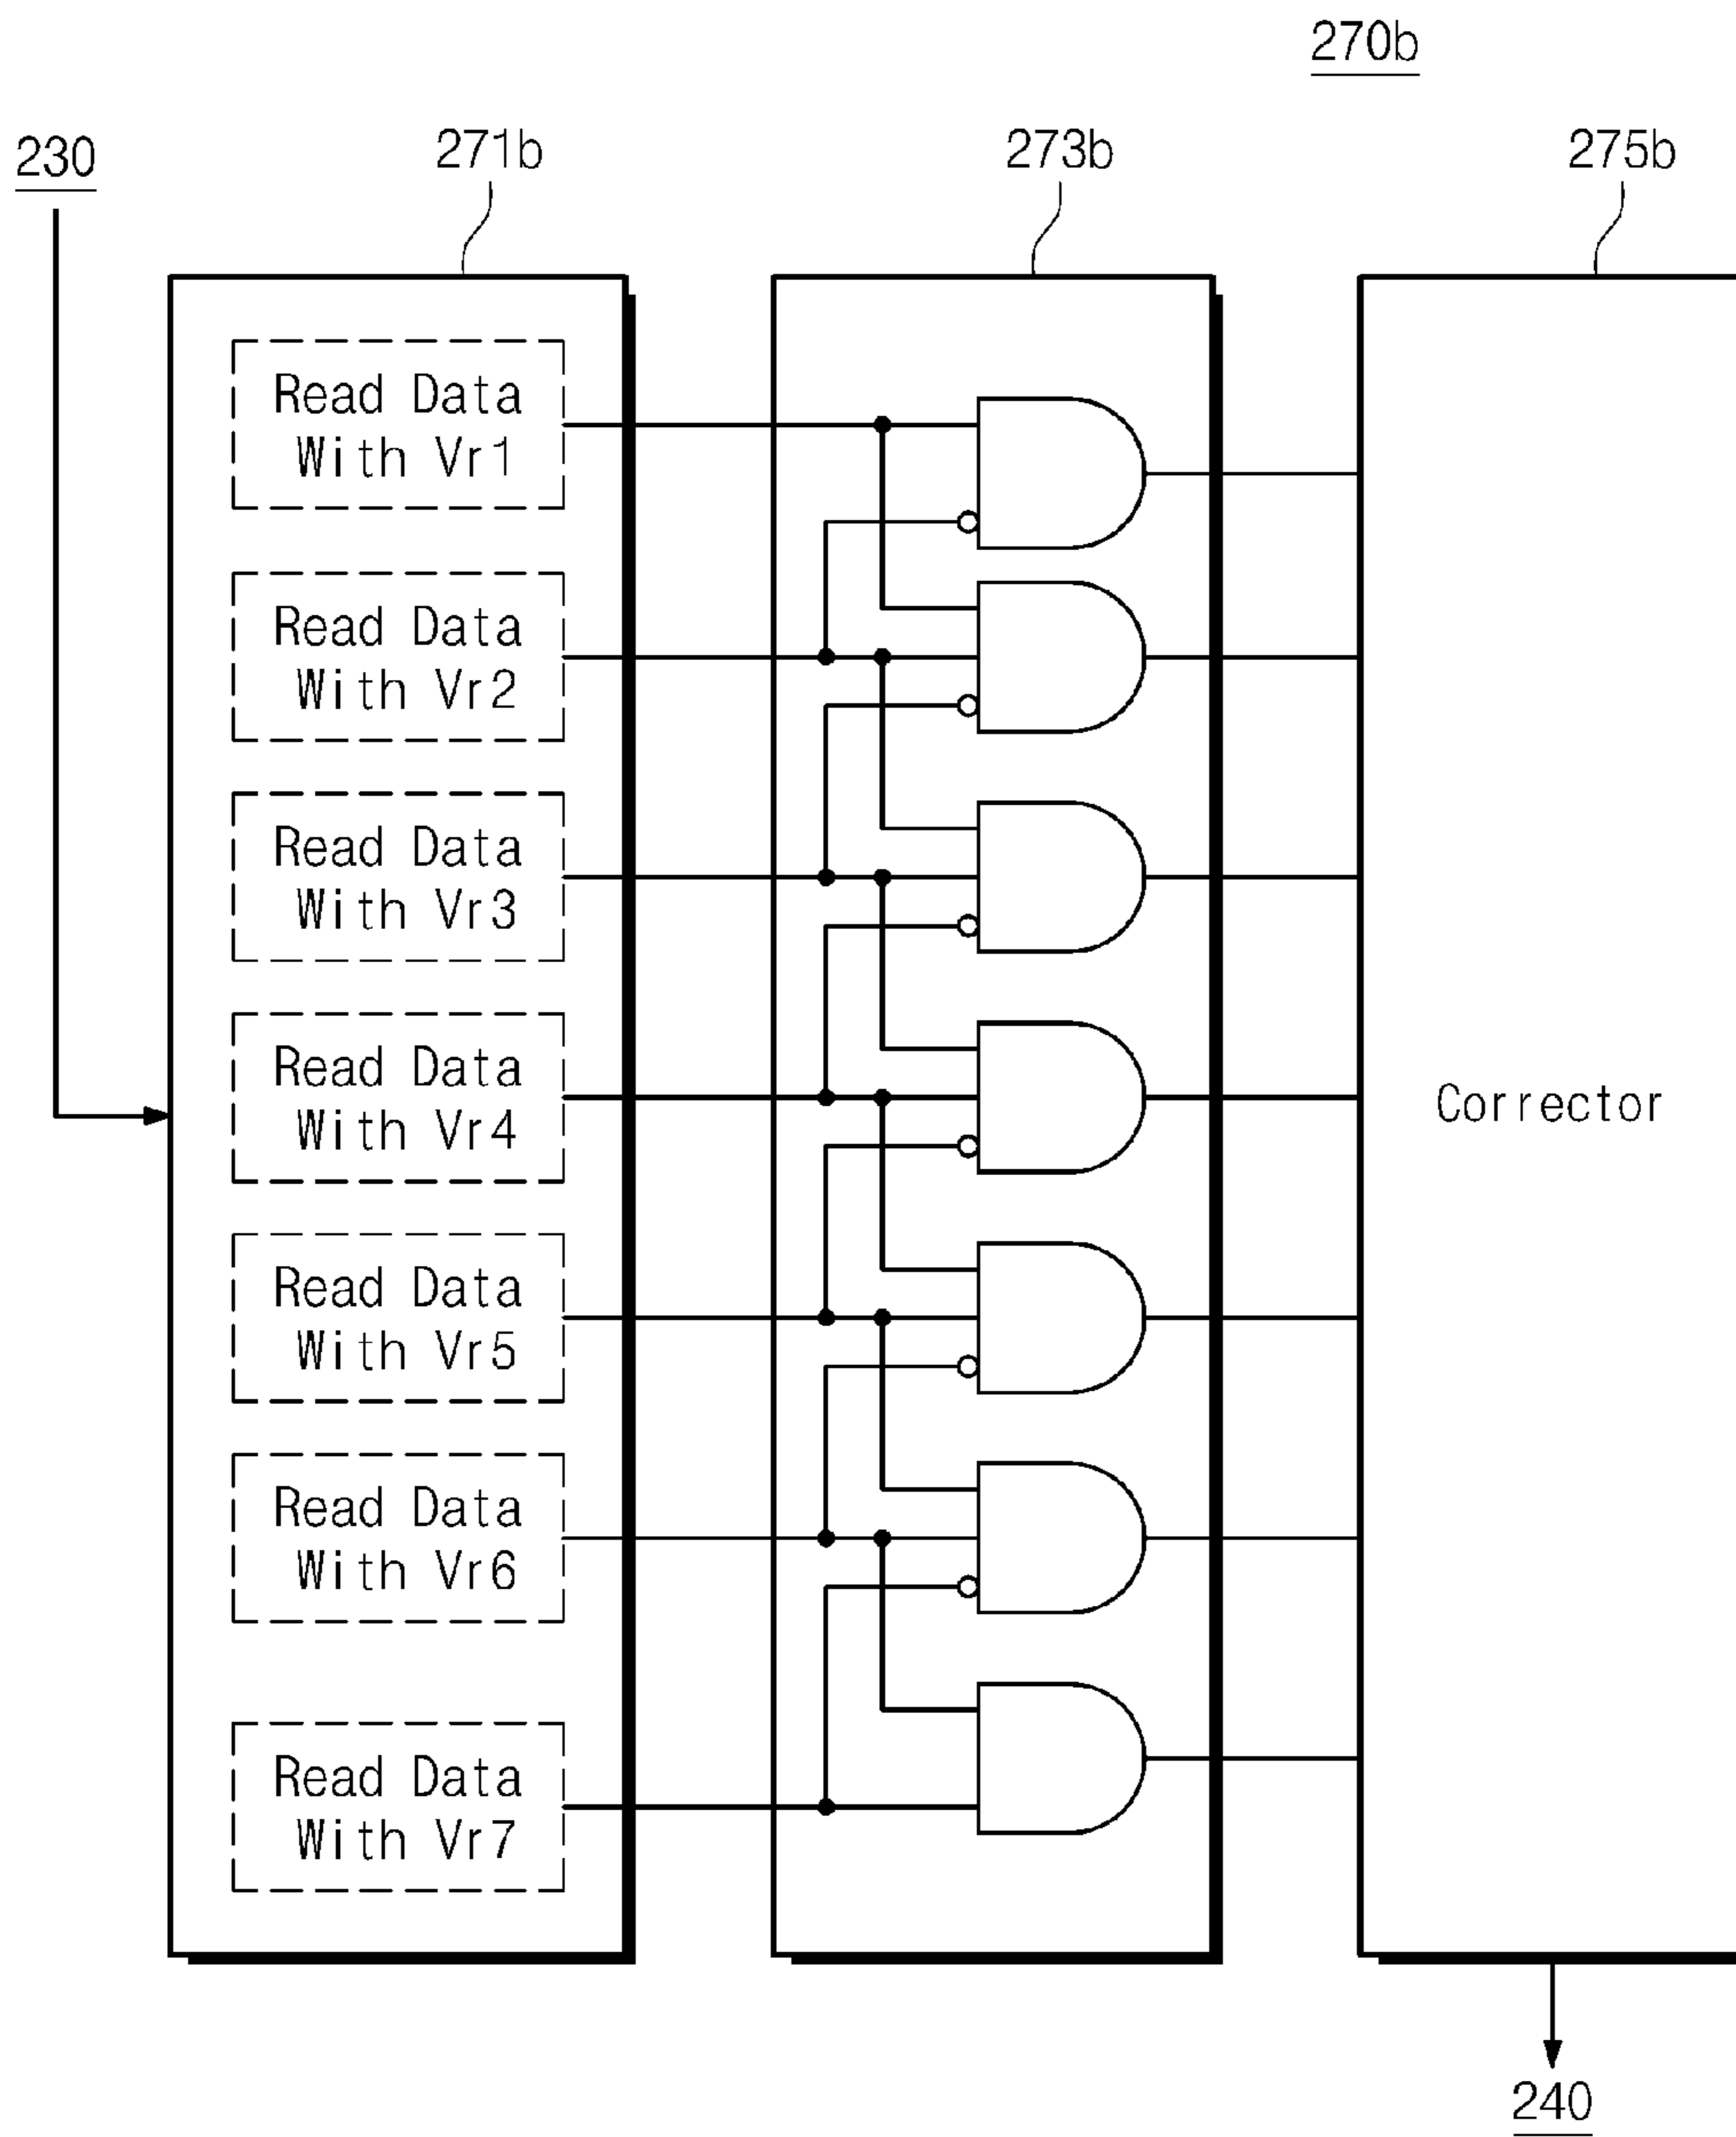 270b
230
271b
273b
275b
Read Data
With Vr1
Read Data
With Vr2
Read Data
With Vr3
Read Data
With Vr4
Read Data
With Vr5
Read Data
With Vr6
Read Data
With Vr7
Corrector
240